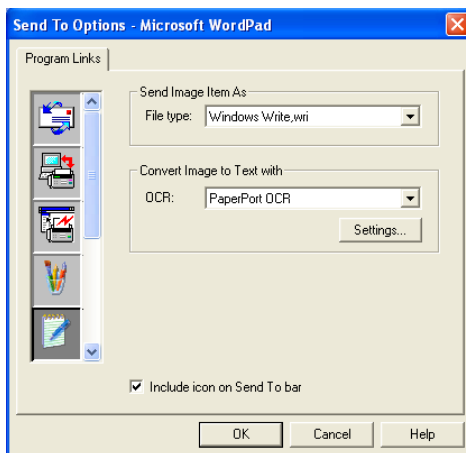 Send To Options - Microsoft WordPad
Program Links
Send Image Item As
File type: Windows Write,wri
Convert Image to Text with
OCR: PaperPort OCR
Settings...
Include icon on Send To bar
OK Cancel Help